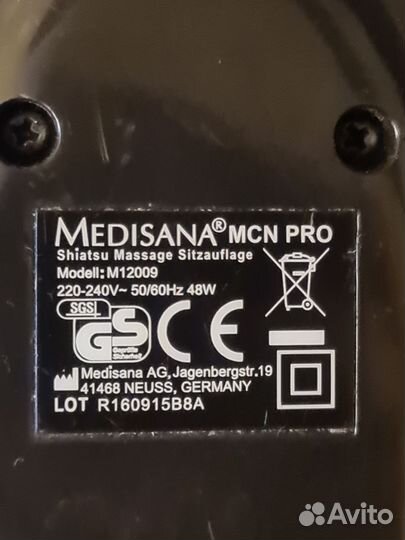 MEDISANA® MCN PRO
Shiatsu Massage Sitzauflage
Modell: M12009
220-240V~ 50/60Hz 48W
SGS
GS
Geprüfte
Sicherheit
CE
Medisana AG, Jagenbergstr.19
41468 NEUSS, GERMANY
LOT R160915B8A
Avito